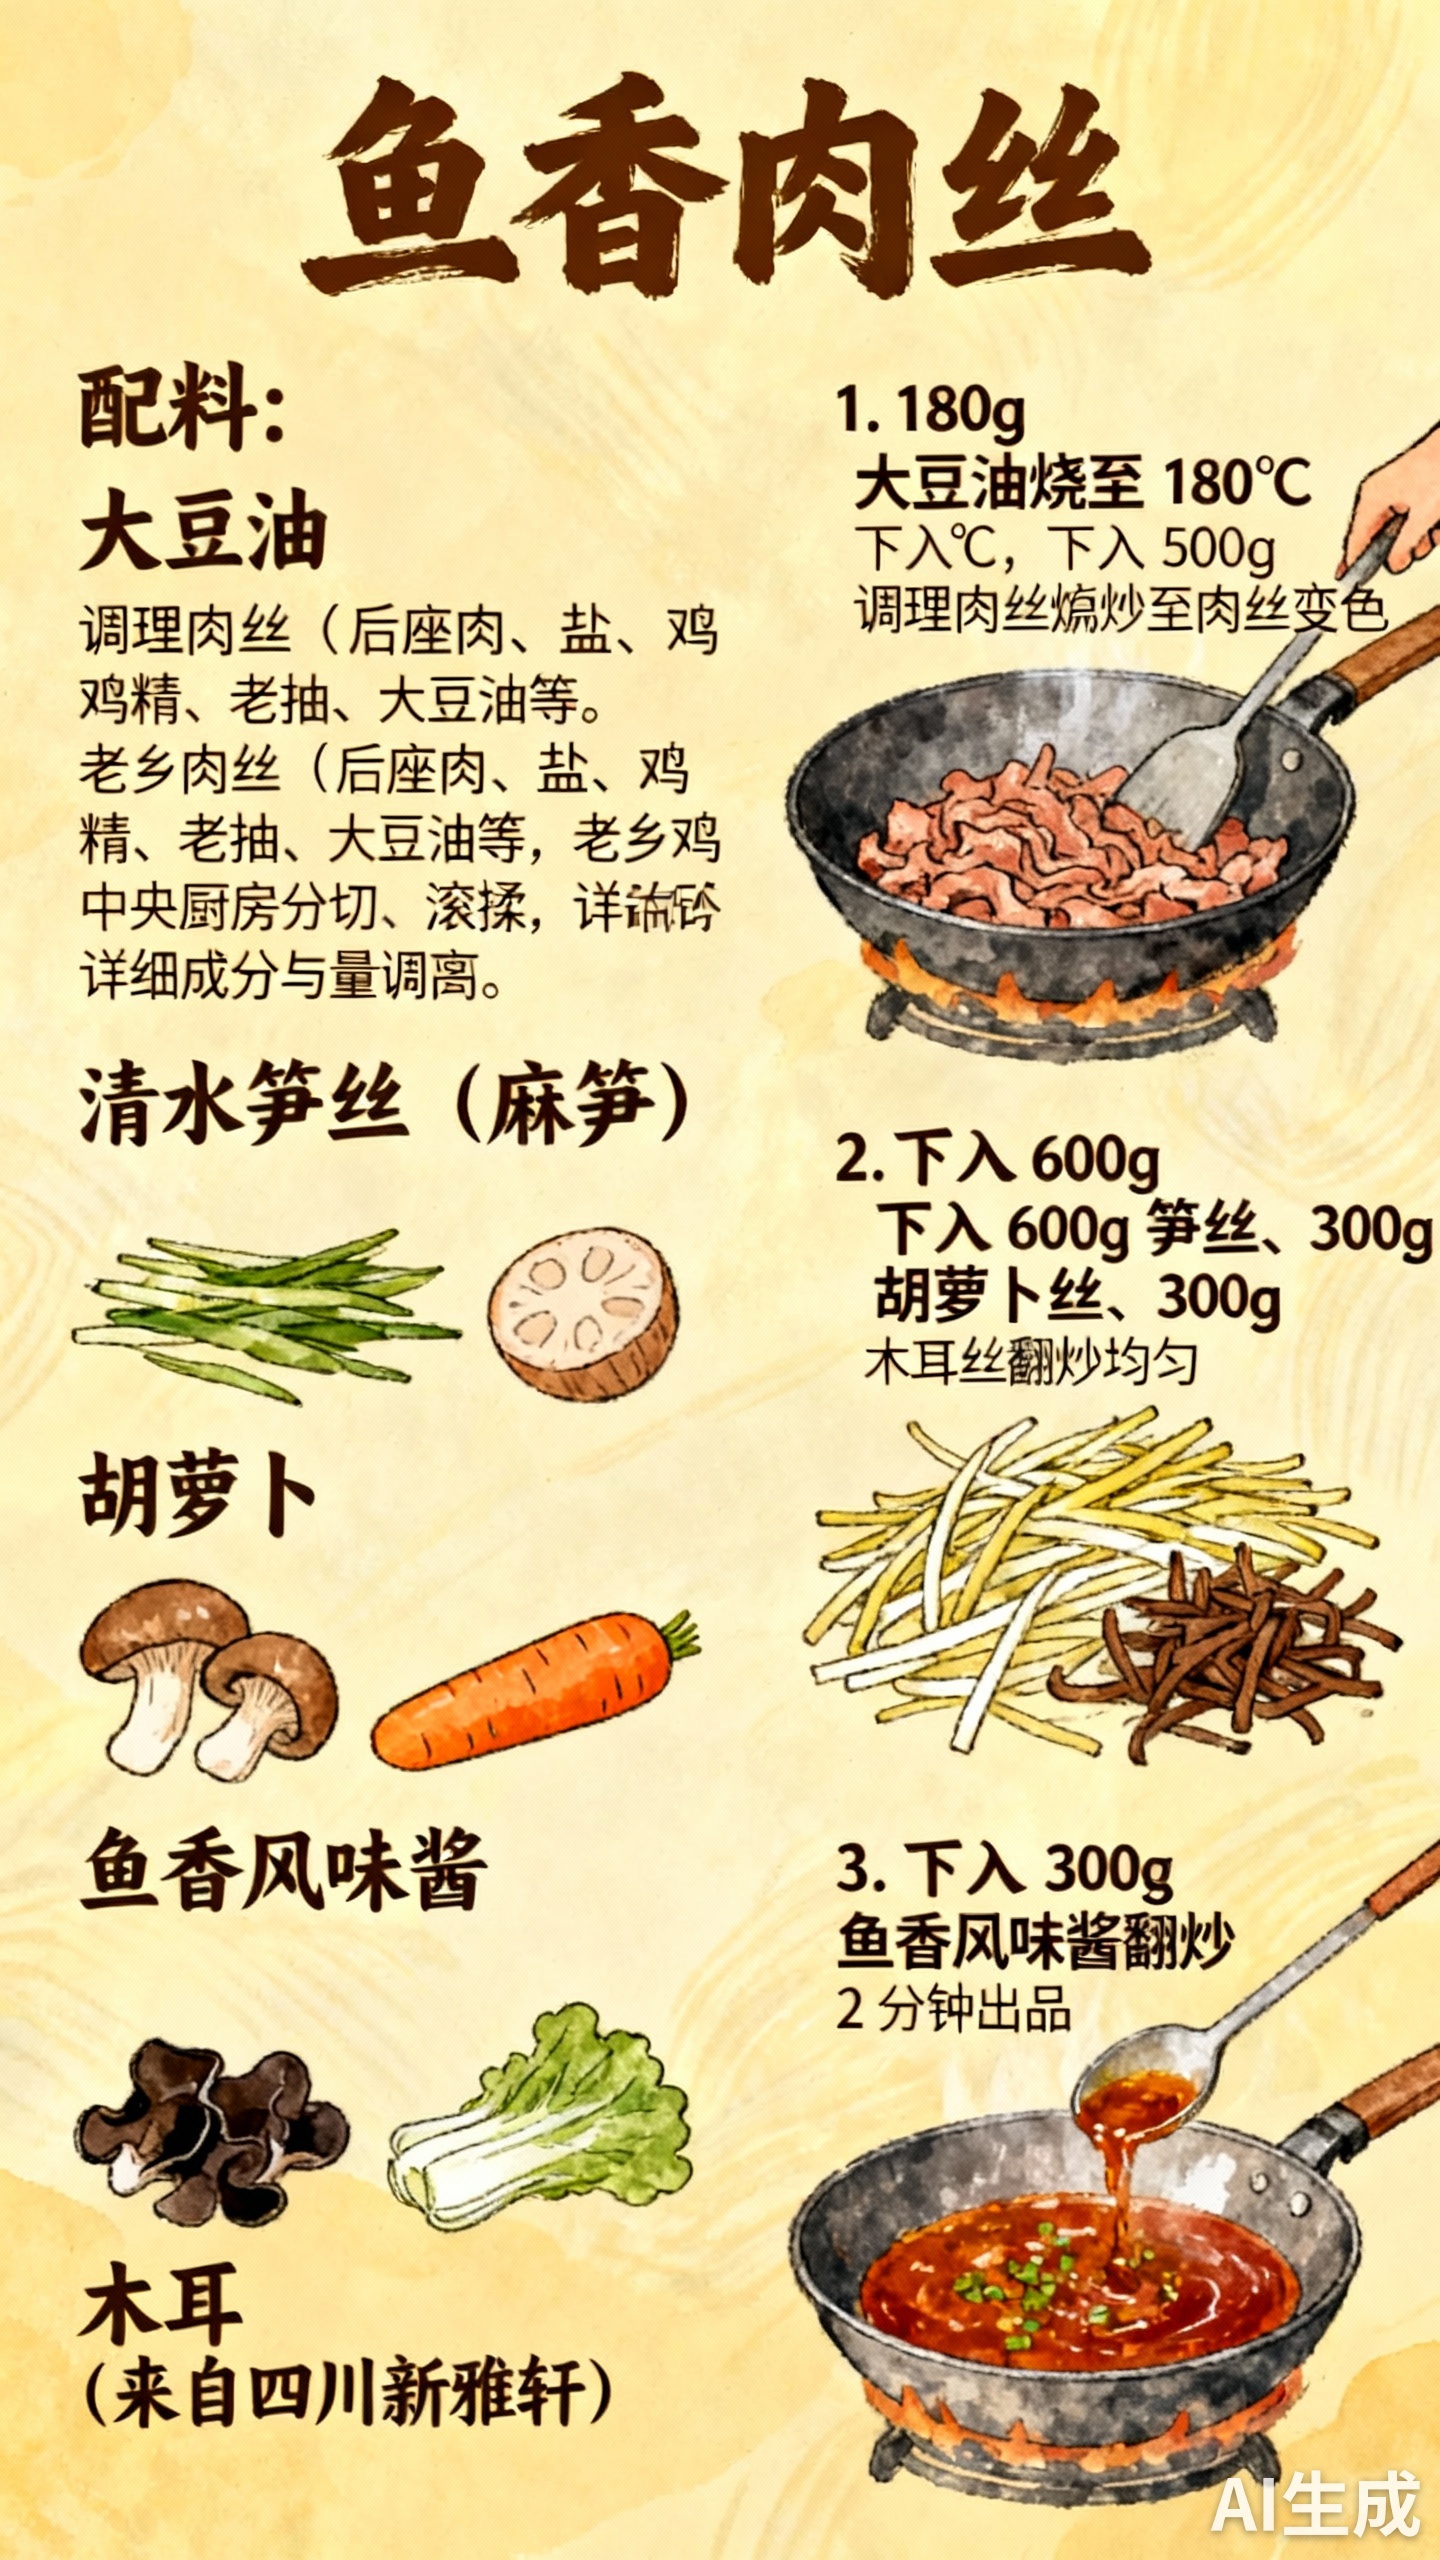 鱼香肉丝
配料：
大豆油
调理肉丝（后座肉、盐、鸡
鸡精、老抽、大豆油等。
老乡肉丝（后座肉、盐、鸡
精、老抽、大豆油等，老乡鸡
中央厨房分切、滚揉，详
详细成分与量调离。
清水笋丝（麻笋）
胡萝卜
鱼香风味酱
木耳
（来自四川新雅轩）
1. 180g
大豆油烧至 180℃
下入℃，下入 500g
调理肉丝煸炒至肉丝变色
2. 下入 600g
下入 600g 笋丝、300g
胡萝卜丝、300g
木耳丝翻炒均匀
3. 下入 300g
鱼香风味酱翻炒
2 分钟出品
AI生成